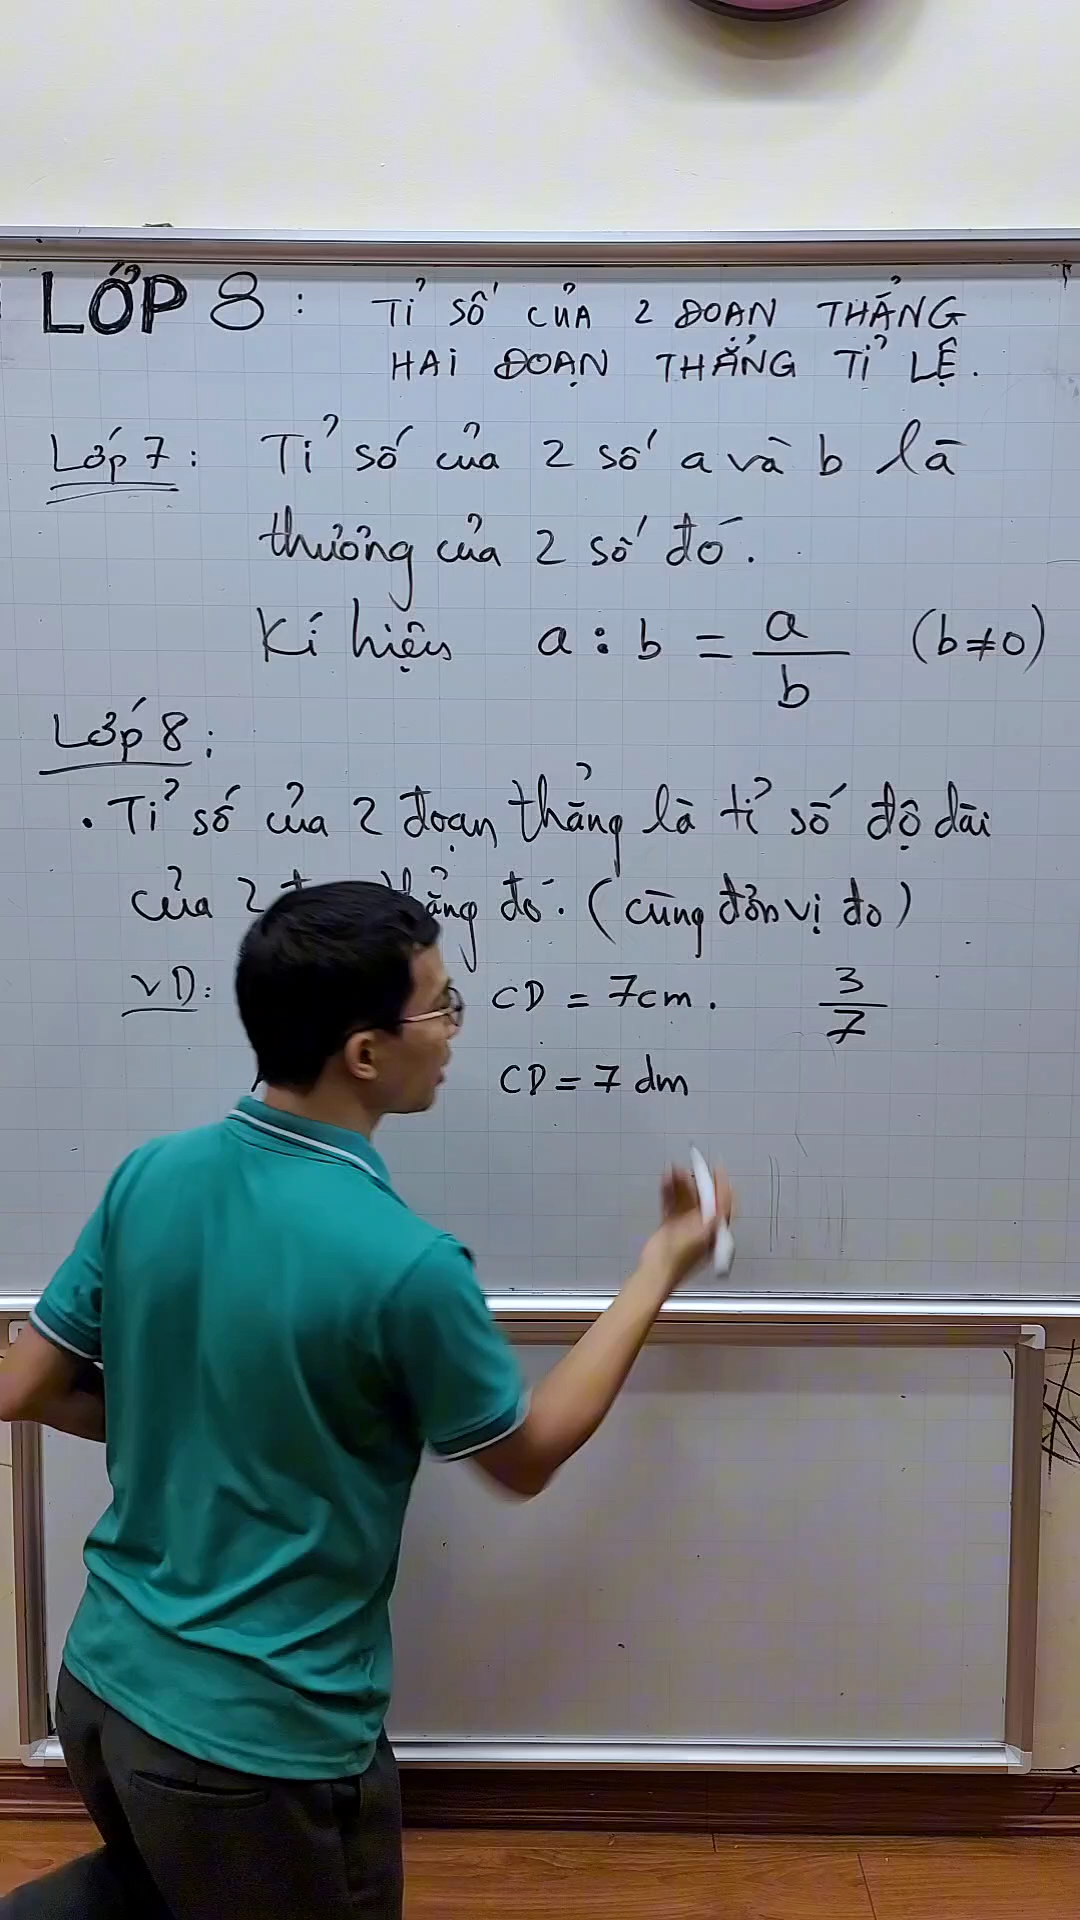 LỚP 8 : TỈ SỐ CỦA 2 ĐOẠN THẲNG
HAI ĐOẠN THẲNG TỈ LỆ.
Lớp 7 : Tỉ số của 2 số a và b là
thương của 2 số đó.
Kí hiệu a : b = a/b (b≠0)
Lớp 8 :
. Tỉ số của 2 đoạn thẳng là tỉ số độ dài
của 2 đó. (cùng đơn vị đo)
VD: CD = 7cm. 3/7
CD = 7 dm